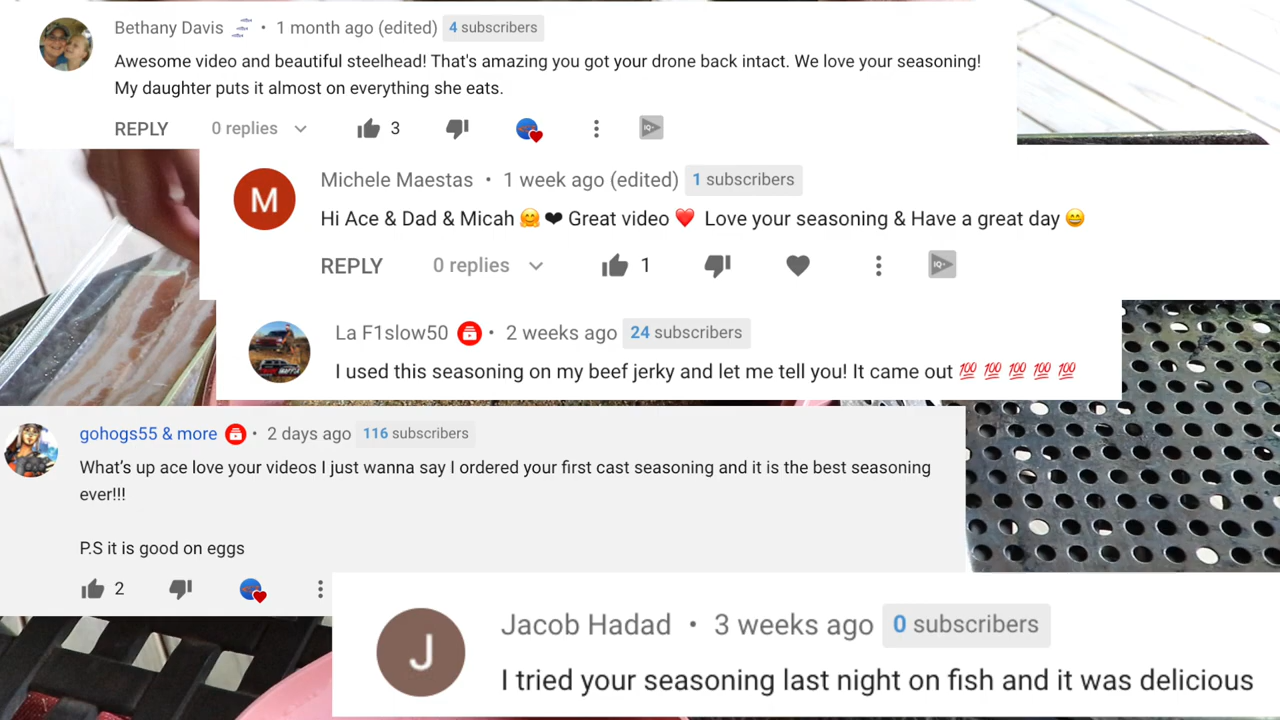 Bethany Davis • 1 month ago (edited) 4 subscribers
Awesome video and beautiful steelhead! That's amazing you got your drone back intact. We love your seasoning!
My daughter puts it almost on everything she eats.
REPLY 0 replies 3 IQ+
M Michele Maestas • 1 week ago (edited) 1 subscribers
Hi Ace & Dad & Micah 🤗 ❤ Great video ❤️ Love your seasoning & Have a great day 😁
REPLY 0 replies 1 IQ+
La F1slow50 • 2 weeks ago 24 subscribers
I used this seasoning on my beef jerky and let me tell you! It came out 💯 💯 💯 💯 💯
gohogs55 & more • 2 days ago 116 subscribers
What's up ace love your videos I just wanna say I ordered your first cast seasoning and it is the best seasoning
ever!!!
P.S it is good on eggs
2
J Jacob Hadad • 3 weeks ago 0 subscribers
I tried your seasoning last night on fish and it was delicious